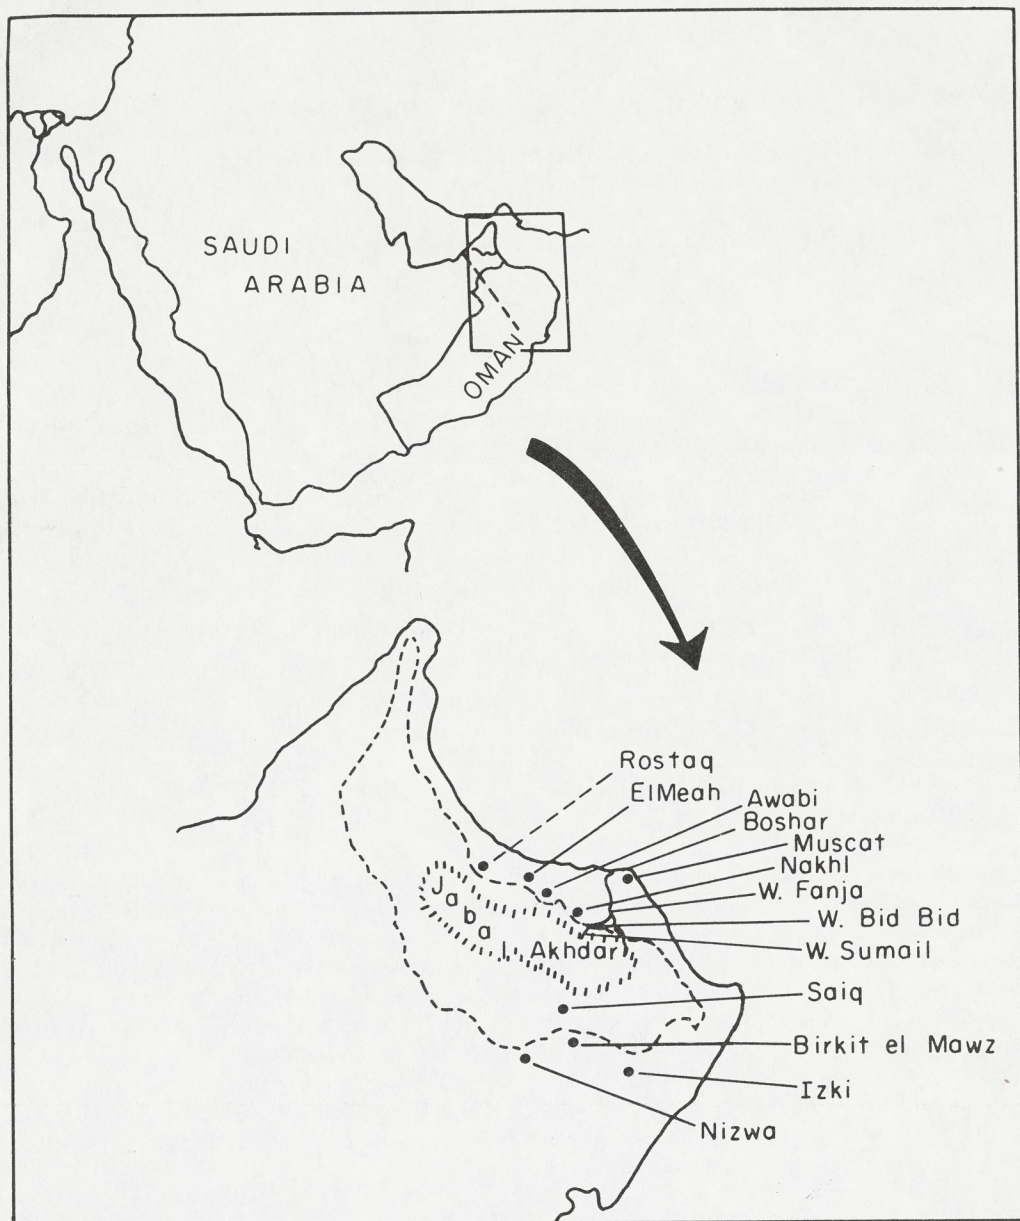 SAUDI
ARABIA
OMAN
Rostaq
ElMeah
Awabi
Boshar
Muscat
Nakhl
W. Fanja
W. Bid Bid
W. Sumail
Jabal Akhdar
Saiq
Birkit el Mawz
Izki
Nizwa